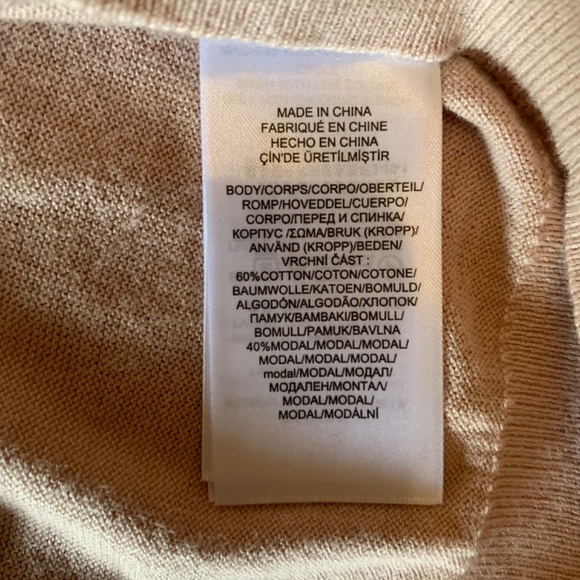 MADE IN CHINA
FABRIQUÉ EN CHINE
HECHO EN CHINA
ÇIN'DE ÜRETİLMİŞTİR
BODY/CORPS/CORPO/OBERTEIL/
ROMP/HOVEDDEL/CUERPO/
CORPO/ПЕРЕД И СПИНКА/
КОРПУС /ΣΩΜΑ/BRUK (KROPP)/
ANVÄND (KROPP)/BEDEN/
VRCHNÍ ČÁST :
60%COTTON/COTON/COTONE/
BAUMWOLLE/KATOEN/BOMULD/
ALGODÓN/ALGODÃO/ХЛОПОК/
ПАМУК/ΒΑΜΒΑΚΙ/BOMULL/
BOMULL/PAMUK/BAVLNA
40%MODAL/MODAL/MODAL/
MODAL/MODAL/MODAL/
modal/MODAL/МОДАЛ/
МОДАЛЕН/ΜΟΝΤΑΛ/
MODAL/MODAL/
MODAL/MODÁLNÍ